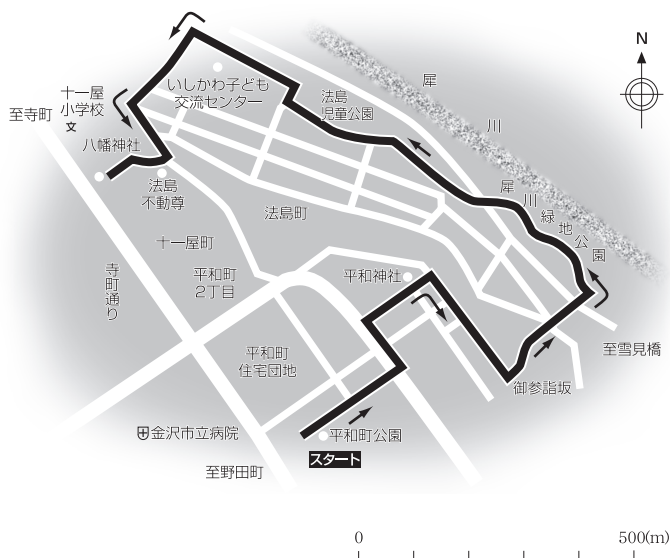 N
犀川
いしかわ子ども
交流センター
法島
児童公園
十一屋
小学校
文
至寺町
八幡神社
法島
不動尊
法島町
犀川緑地公園
十一屋町
寺町通り
平和町
2丁目
平和神社
平和町
住宅団地
至雪見橋
御参詣坂
金沢市立病院
平和町公園
スタート
至野田町
0
500(m)